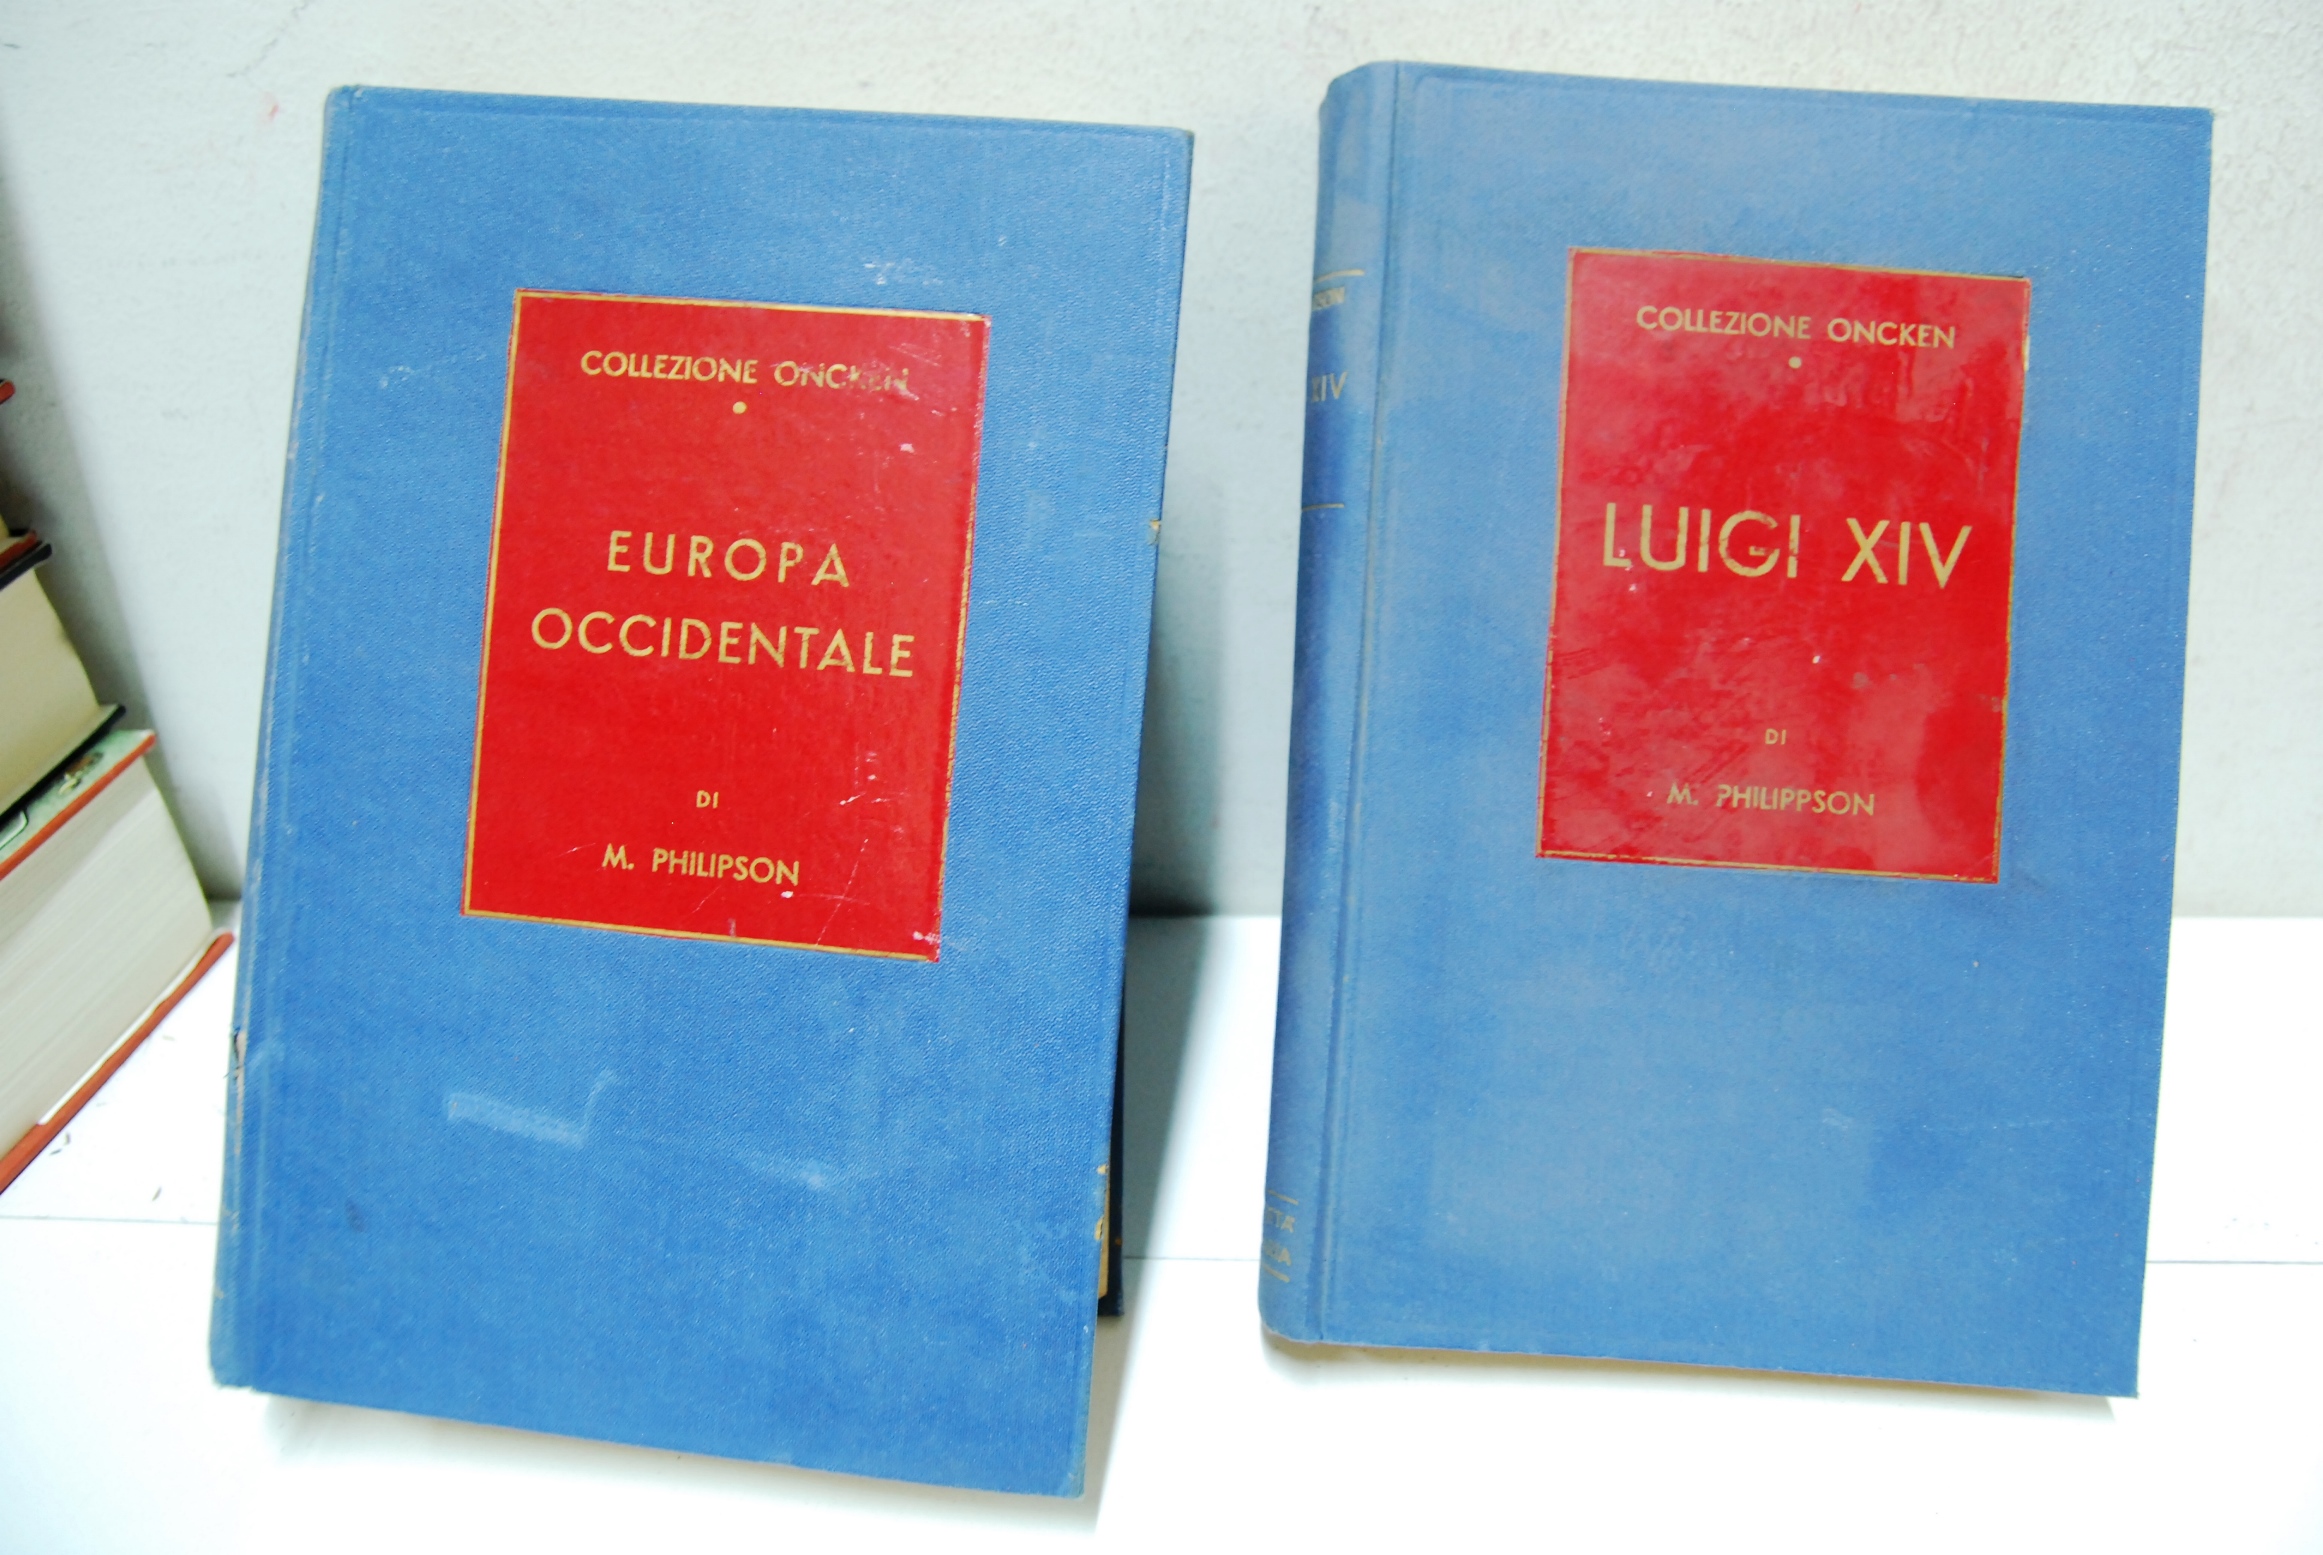 COLLEZIONE ONCKEN
EUROPA
OCCIDENTALE
DI
M. PHILIPSON
COLLEZIONE ONCKEN
LUIGI XIV
DI
M. PHILIPPSON
XIV